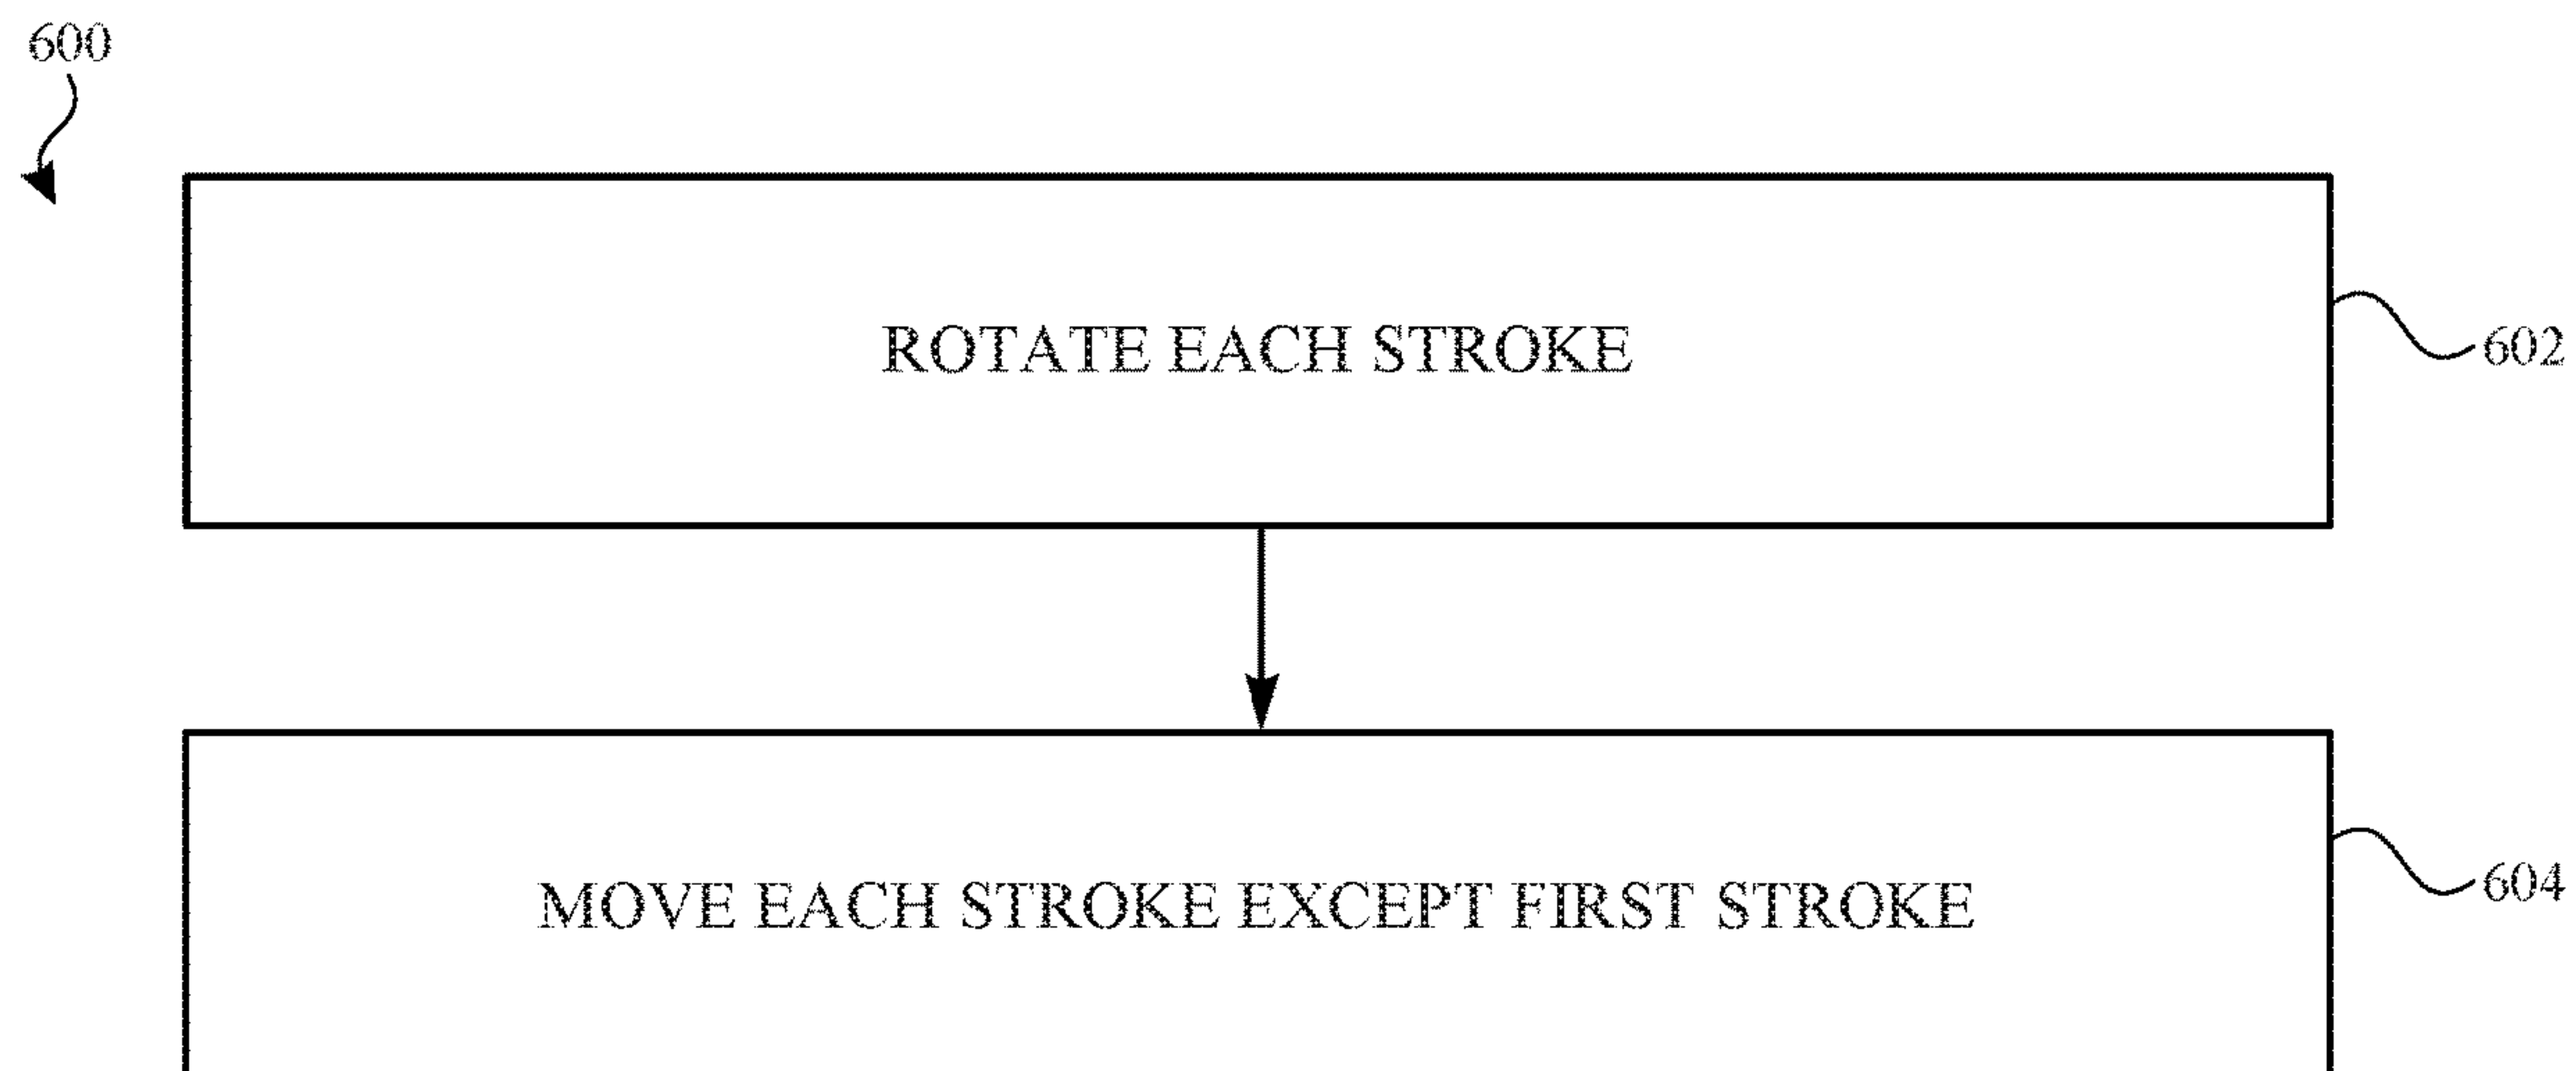 600
ROTATE EACH STROKE
602
MOVE EACH STROKE EXCEPT FIRST STROKE
604